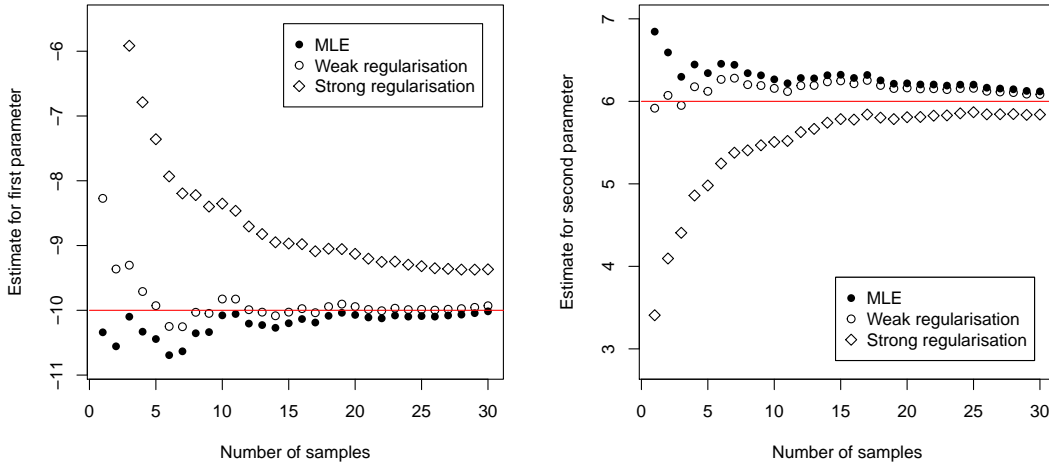 Estimate for first parameter
-6
-7
-8
-9
-10
-11
MLE
Weak regularisation
Strong regularisation
0 5 10 15 20 25 30
Number of samples
Estimate for second parameter
7
6
5
4
3
MLE
Weak regularisation
Strong regularisation
0 5 10 15 20 25 30
Number of samples